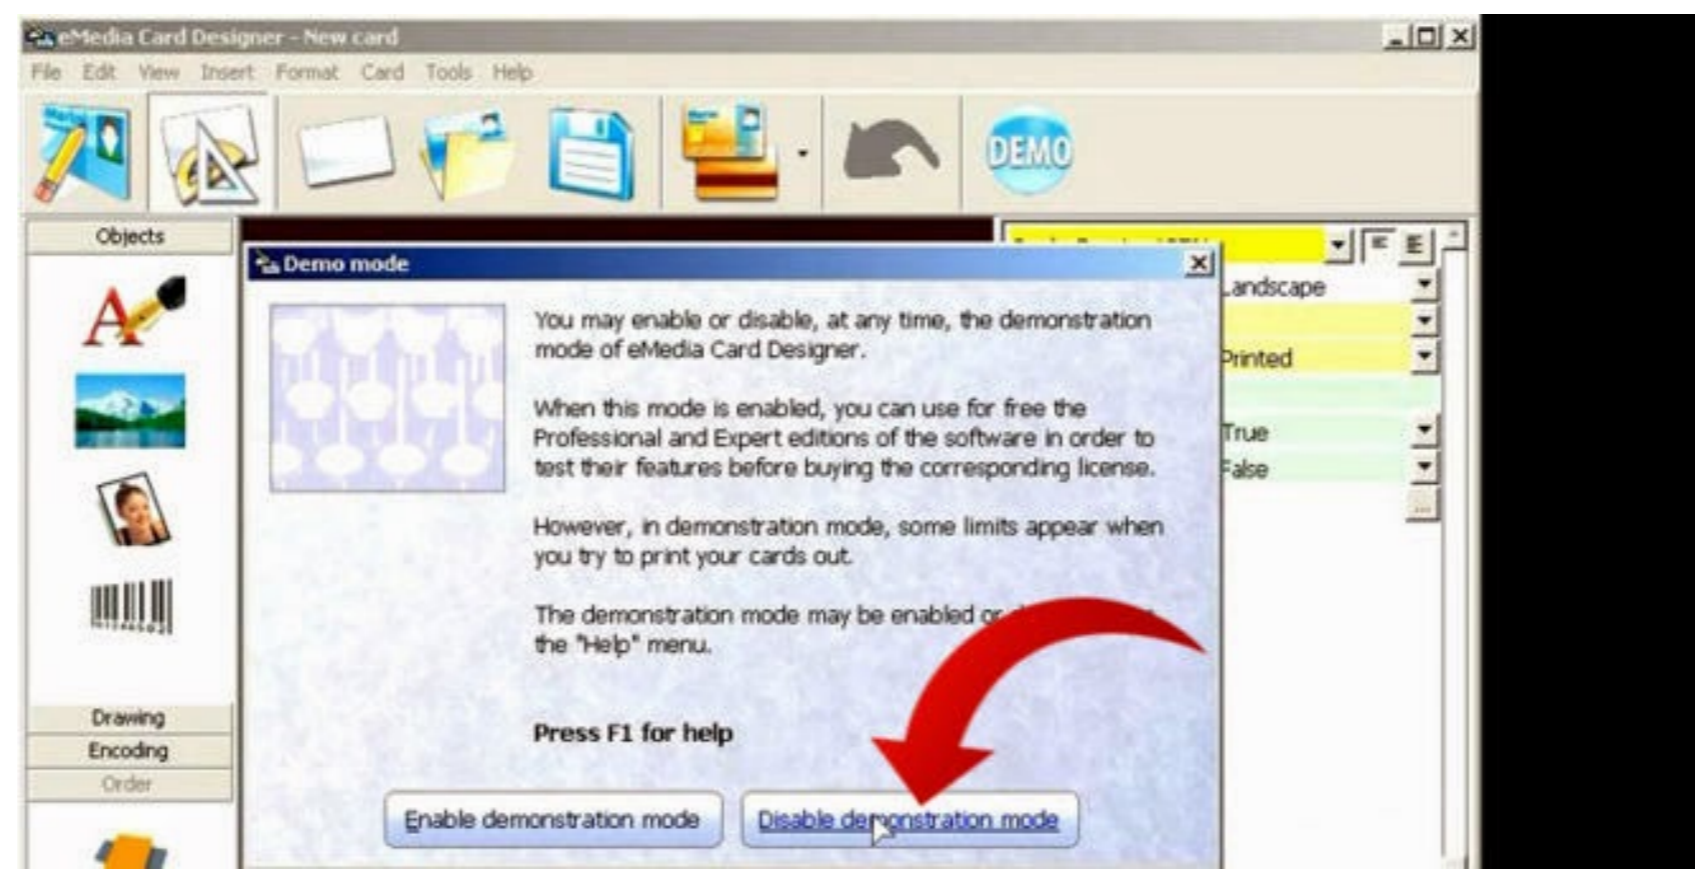 eMedia Card Designer - New card
File Edit View Insert Format Card Tools Help
DEMO
Objects
Demo mode
You may enable or disable, at any time, the demonstration
mode of eMedia Card Designer.
When this mode is enabled, you can use for free the
Professional and Expert editions of the software in order to
test their features before buying the corresponding license.
However, in demonstration mode, some limits appear when
you try to print your cards out.
The demonstration mode may be enabled or
the "Help" menu.
Press F1 for help
Enable demonstration mode
Disable demonstration mode
andscape
Printed
True
False
Drawing
Encoding
Order